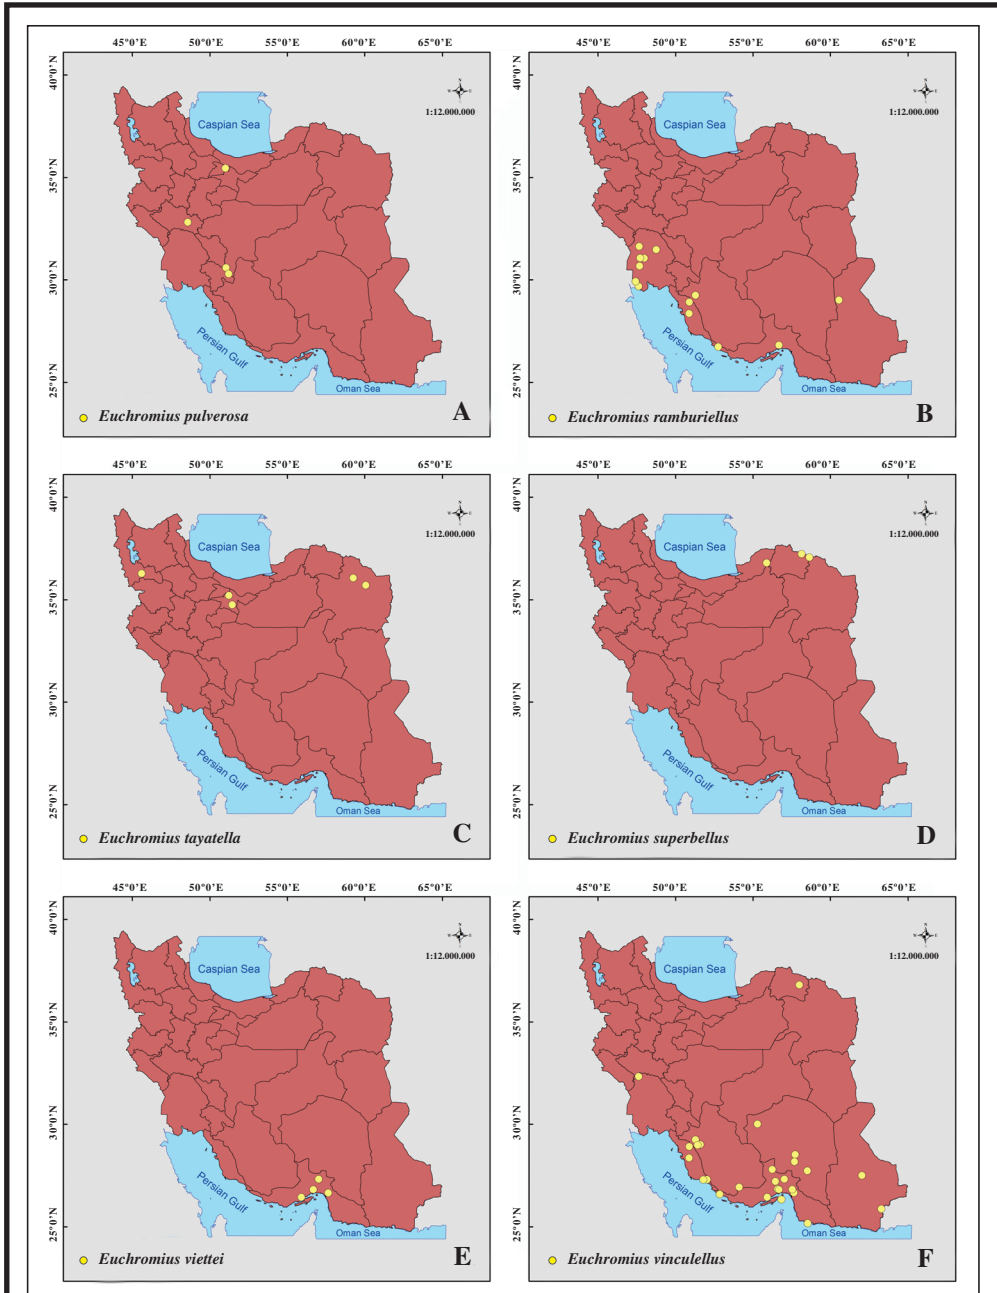 45°0'E 50°0'E 55°0'E 60°0'E 65°0'E
45°0'E 50°0'E 55°0'E 60°0'E 65°0'E
40°0'N
35°0'N
30°0'N
25°0'N
N
W E
S
1:12.000.000
Caspian Sea
Persian Gulf
Oman Sea
Euchromius pulverosa
A
40°0'N
35°0'N
30°0'N
25°0'N
N
W E
S
1:12.000.000
Caspian Sea
Persian Gulf
Oman Sea
Euchromius ramburiellus
B
45°0'E 50°0'E 55°0'E 60°0'E 65°0'E
45°0'E 50°0'E 55°0'E 60°0'E 65°0'E
40°0'N
35°0'N
30°0'N
25°0'N
N
W E
S
1:12.000.000
Caspian Sea
Persian Gulf
Oman Sea
Euchromius tayatella
C
40°0'N
35°0'N
30°0'N
25°0'N
N
W E
S
1:12.000.000
Caspian Sea
Persian Gulf
Oman Sea
Euchromius superbellus
D
45°0'E 50°0'E 55°0'E 60°0'E 65°0'E
45°0'E 50°0'E 55°0'E 60°0'E 65°0'E
40°0'N
35°0'N
30°0'N
25°0'N
N
W E
S
1:12.000.000
Caspian Sea
Persian Gulf
Oman Sea
Euchromius viettei
E
40°0'N
35°0'N
30°0'N
25°0'N
N
W E
S
1:12.000.000
Caspian Sea
Persian Gulf
Oman Sea
Euchromius vinculellus
F